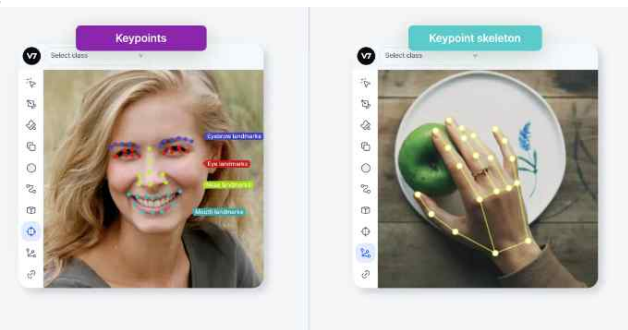 Keypoints
V7
Select class
Eyebrow landmarks
Eye landmarks
Nose landmarks
Mouth landmarks
Keypoint skeleton
V7
Select class